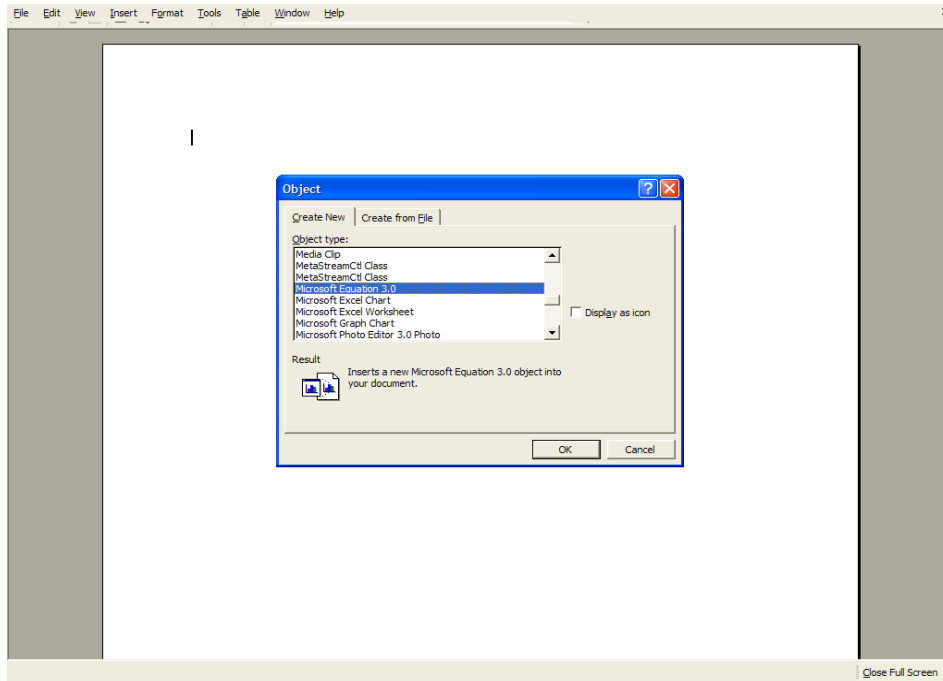 File Edit View Insert Format Tools Table Window Help
Object
Create New Create from File
Object type:
Media Clip
MetaStreamCtl Class
MetaStreamCtl Class
Microsoft Equation 3.0
Microsoft Excel Chart
Microsoft Excel Worksheet
Microsoft Graph Chart
Microsoft Photo Editor 3.0 Photo
Display as icon
Result
Inserts a new Microsoft Equation 3.0 object into
your document.
OK Cancel
Close Full Screen